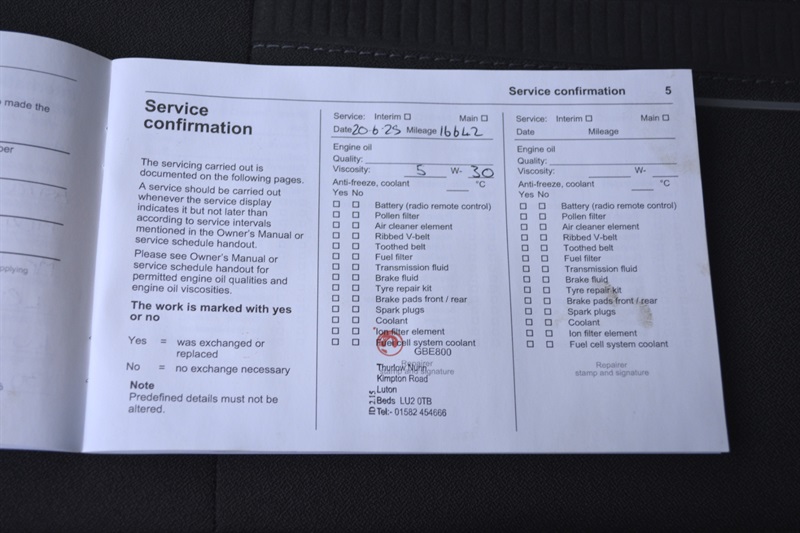 made the
per
applying
Service confirmation 5
Service
confirmation
The servicing carried out is
documented on the following pages.
A service should be carried out
whenever the service display
indicates it but not later than
according to service intervals
mentioned in the Owner's Manual or
service schedule handout.
Please see Owner's Manual or
service schedule handout for
permitted engine oil qualities and
engine oil viscosities.
The work is marked with yes
or no
Yes = was exchanged or
replaced
No = no exchange necessary
Note
Predefined details must not be
altered.
Service: Interim ☐ Main ☐
Date 20·6·25 Mileage 16642
Engine oil
Quality:
Viscosity: 5 W- 30
Anti-freeze, coolant °C
Yes No
☐ ☐ Battery (radio remote control)
☐ ☐ Pollen filter
☐ ☐ Air cleaner element
☐ ☐ Ribbed V-belt
☐ ☐ Toothed belt
☐ ☐ Fuel filter
☐ ☐ Transmission fluid
☐ ☐ Brake fluid
☐ ☐ Tyre repair kit
☐ ☐ Brake pads front / rear
☐ ☐ Spark plugs
☐ ☐ Coolant
☐ ☐ Ion filter element
☐ ☐ Fuel cell system coolant
GBE800
Repairer
stamp and signature
Thurlow Nunn
Kimpton Road
Luton
Beds LU2 0TB
Tel:- 01582 454666
ID 2.15
Service: Interim ☐ Main ☐
Date Mileage
Engine oil
Quality:
Viscosity: W-
Anti-freeze, coolant °C
Yes No
☐ ☐ Battery (radio remote control)
☐ ☐ Pollen filter
☐ ☐ Air cleaner element
☐ ☐ Ribbed V-belt
☐ ☐ Toothed belt
☐ ☐ Fuel filter
☐ ☐ Transmission fluid
☐ ☐ Brake fluid
☐ ☐ Tyre repair kit
☐ ☐ Brake pads front / rear
☐ ☐ Spark plugs
☐ ☐ Coolant
☐ ☐ Ion filter element
☐ ☐ Fuel cell system coolant
Repairer
stamp and signature